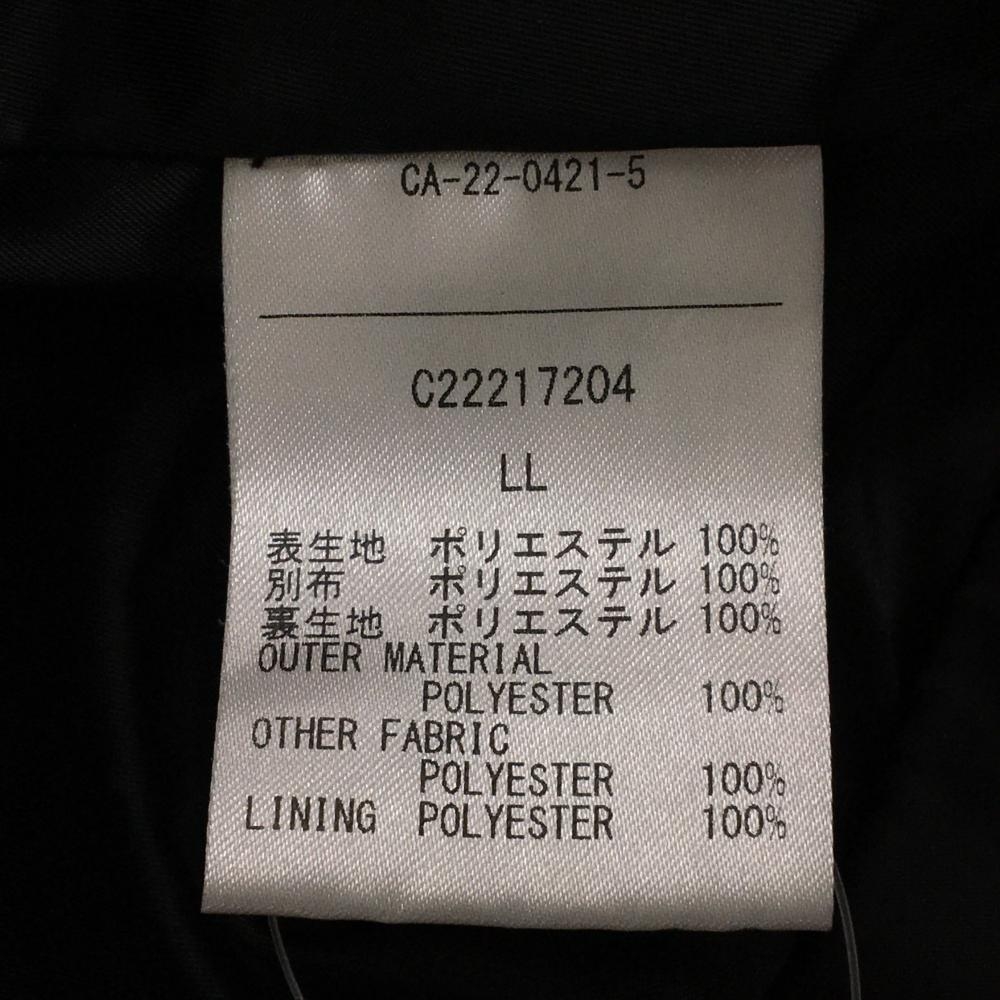 CA-22-0421-5
C22217204
LL
表生地 ポリエステル 100%
別布 ポリエステル 100%
裏生地 ポリエステル 100%
OUTER MATERIAL
POLYESTER 100%
OTHER FABRIC
POLYESTER 100%
LINING POLYESTER 100%